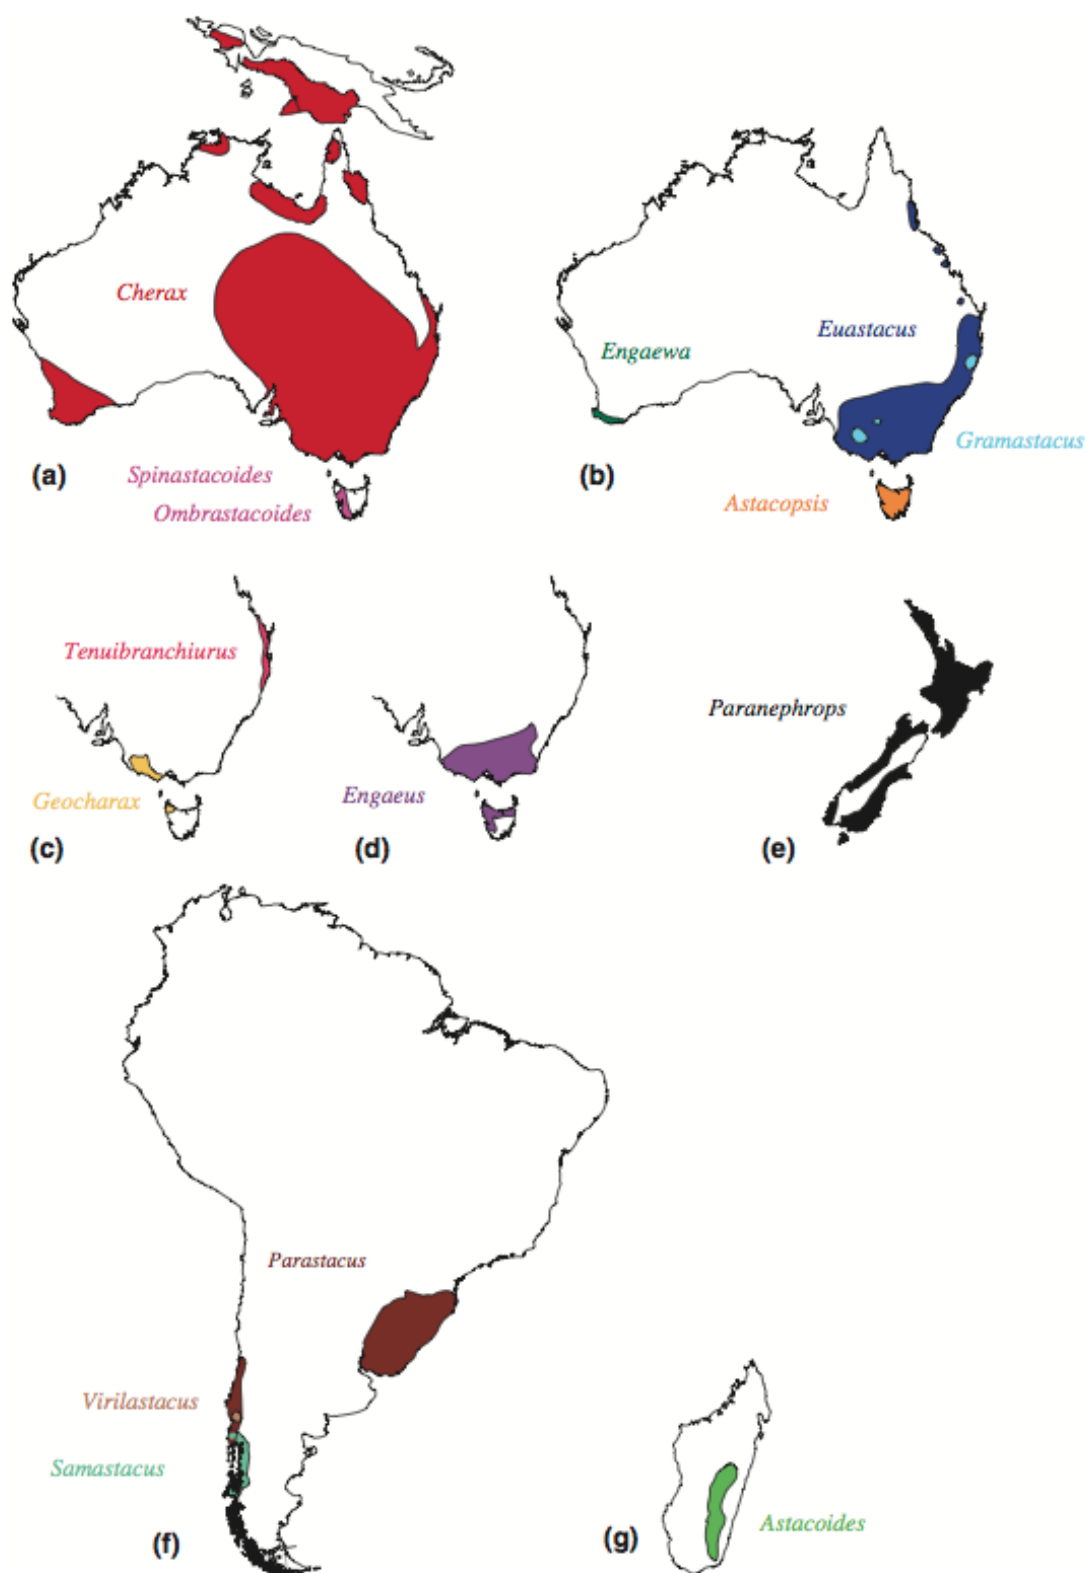 Cherax
(a)
Spinastacoides
Ombrastacoides
Engaewa
Euastacus
Gramastacus
(b)
Astacopsis
Tenuibranchiurus
Geocharax
(c)
Engaeus
(d)
Paranephrops
(e)
Parastacus
Virilastacus
Samastacus
(f)
(g)
Astacoides